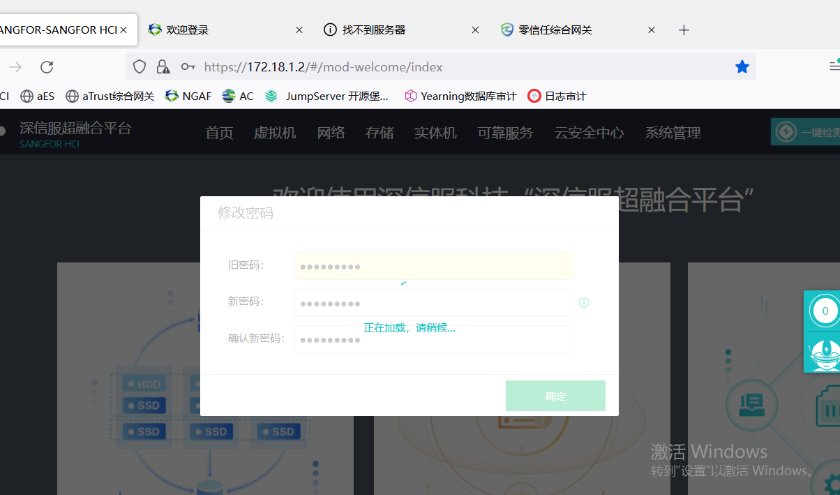 ANGFOR-SANGFOR HCI × 欢迎登录 × 找不到服务器 × 零信任综合网关 × +
https://172.18.1.2/#/mod-welcome/index
CI aES aTrust综合网关 NGAF AC JumpServer 开源堡... Yearning数据库审计 日志审计
深信服超融合平台 首页 虚拟机 网络 存储 实体机 可靠服务 云安全中心 系统管理 一键检测
SANGFOR HCI
欢迎使用深信服科技“深信服超融合平台”
修改密码
旧密码: ●●●●●●●●●
新密码: ●●●●●●●●●
正在加载, 请稍候...
确认新密码: ●●●●●●●●●
确定
0
HDD
SSD SSD
SSD SSD SSD
激活 Windows
转到"设置"以激活 Windows。